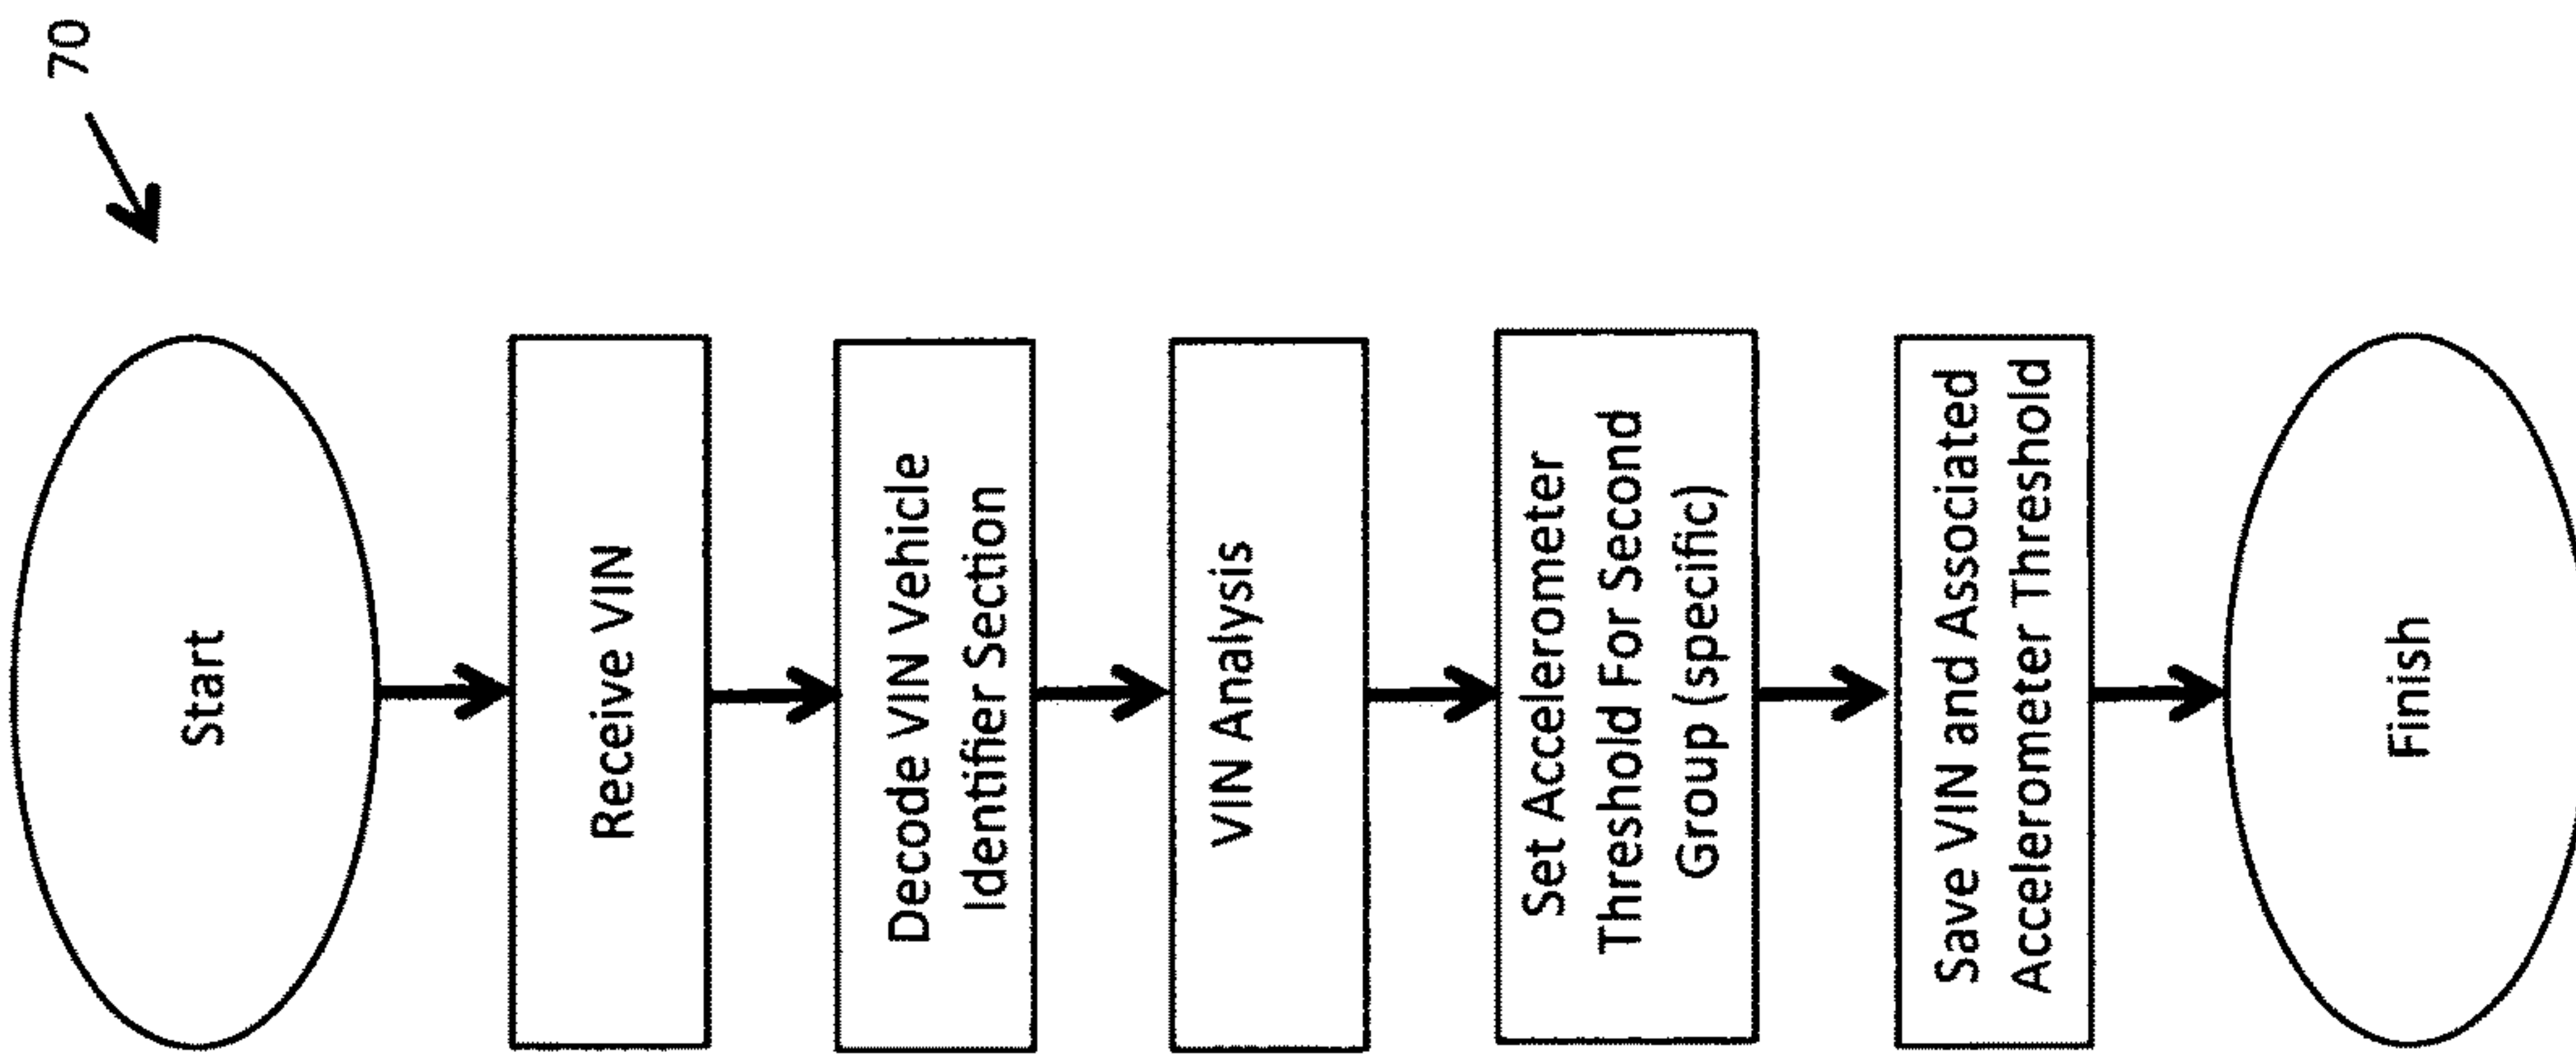 70
Start
Receive VIN
Decode VIN Vehicle
Identifier Section
VIN Analysis
Set Accelerometer
Threshold For Second
Group (specific)
Save VIN and Associated
Accelerometer Threshold
Finish